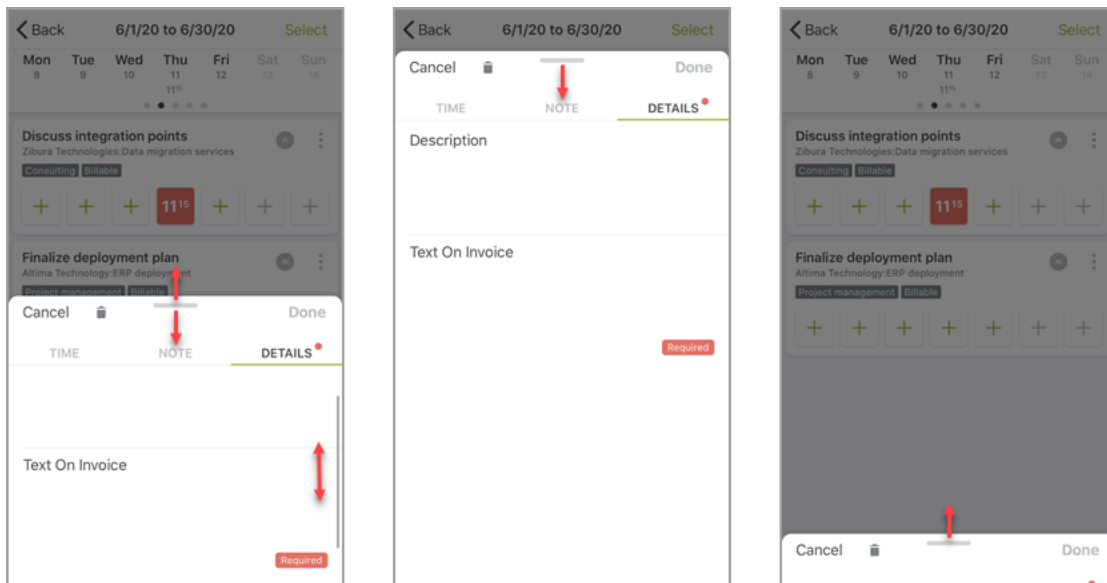 Back 6/1/20 to 6/30/20 Select
Mon Tue Wed Thu Fri Sat Sun
8 9 10 11 12 13 14
11 15
Discuss integration points
Zibura Technologies:Data migration services
Consulting Billable
+ + + 11 15 + + +
Finalize deployment plan
Altima Technology:ERP deployment
Project management Billable
Cancel Done
TIME NOTE DETAILS
Text On Invoice
Required
Back 6/1/20 to 6/30/20 Select
Cancel Done
TIME NOTE DETAILS
Description
Text On Invoice
Required
Back 6/1/20 to 6/30/20 Select
Mon Tue Wed Thu Fri Sat Sun
8 9 10 11 12 13 14
11 15
Discuss integration points
Zibura Technologies:Data migration services
Consulting Billable
+ + + 11 15 + + +
Finalize deployment plan
Altima Technology:ERP deployment
Project management Billable
+ + + + + + +
Cancel Done